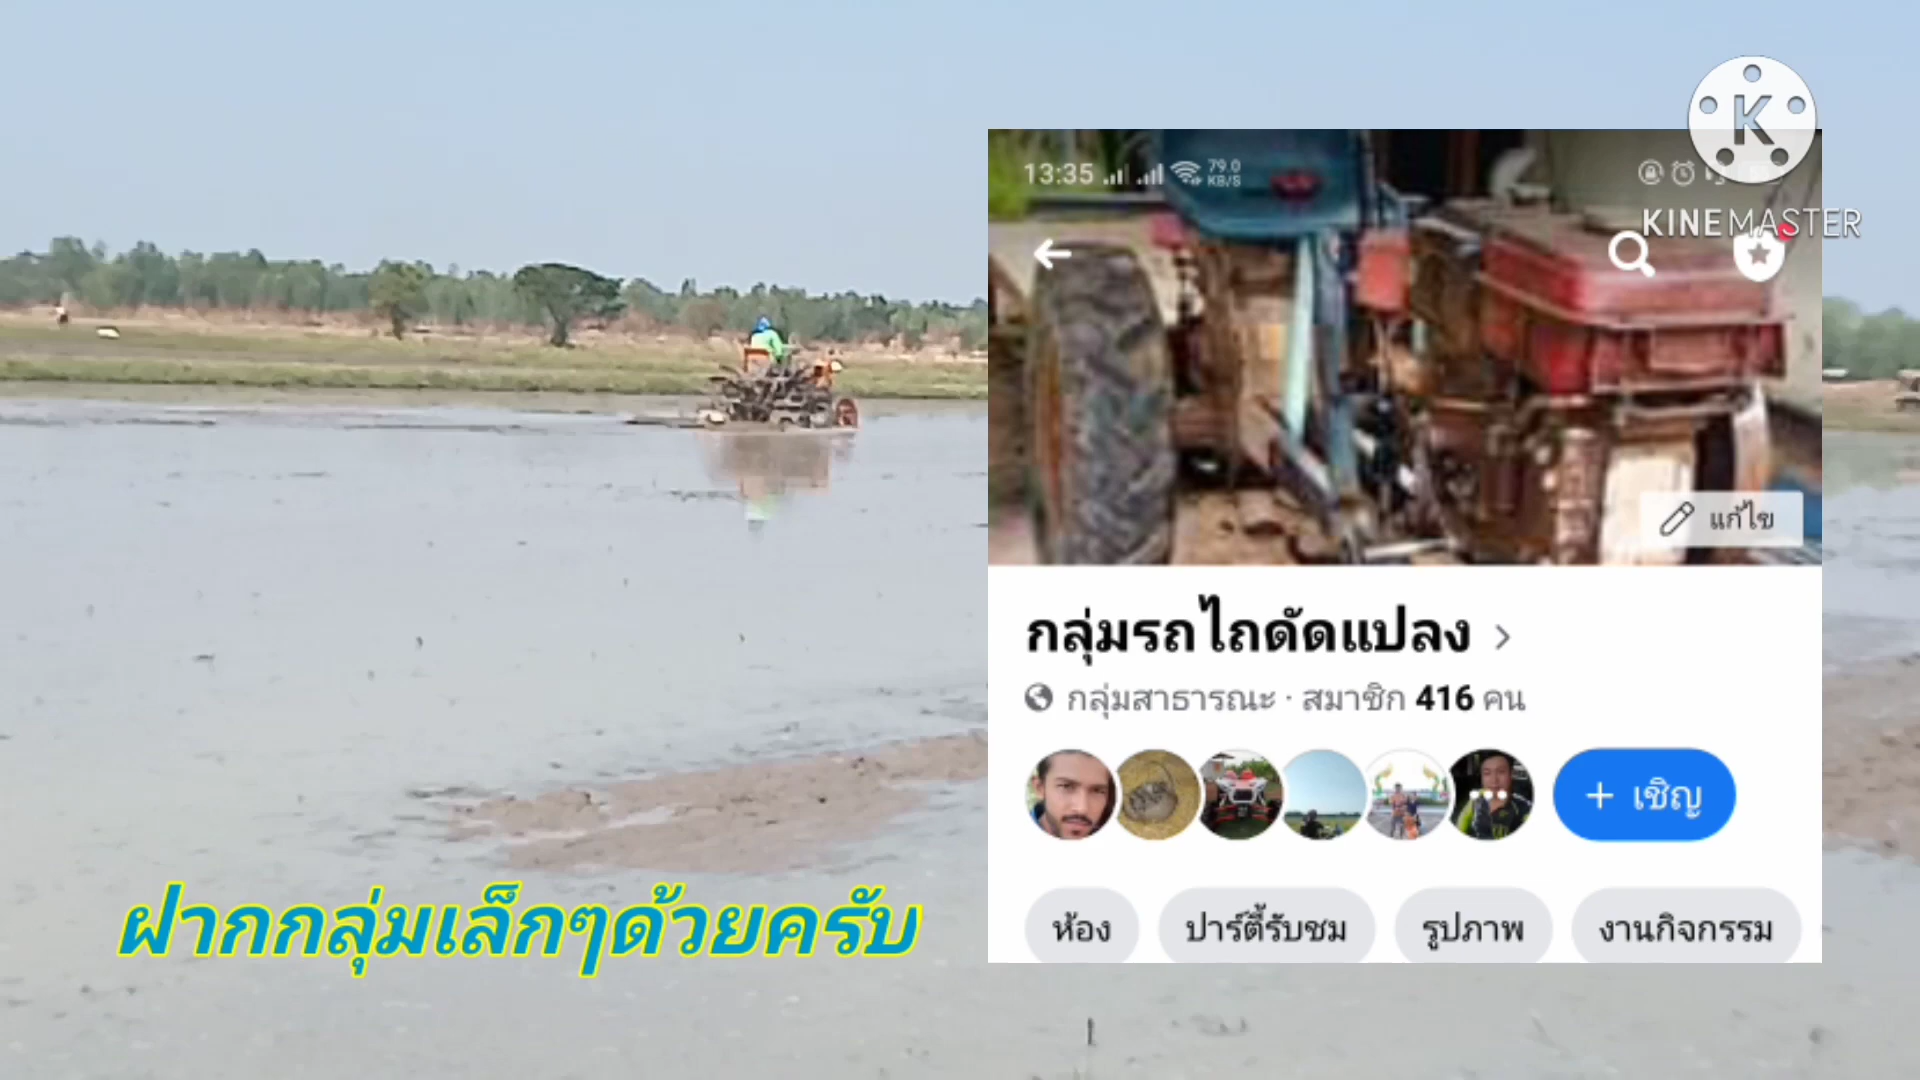 KINEMASTER
13:35
79.0
KB/S
แก้ไข
กลุ่มรถไถดัดแปลง
กลุ่มสาธารณะ · สมาชิก 416 คน
+ เชิญ
ห้อง ปาร์ตี้รับชม รูปภาพ งานกิจกรรม
ฝากกลุ่มเล็กๆด้วยครับ